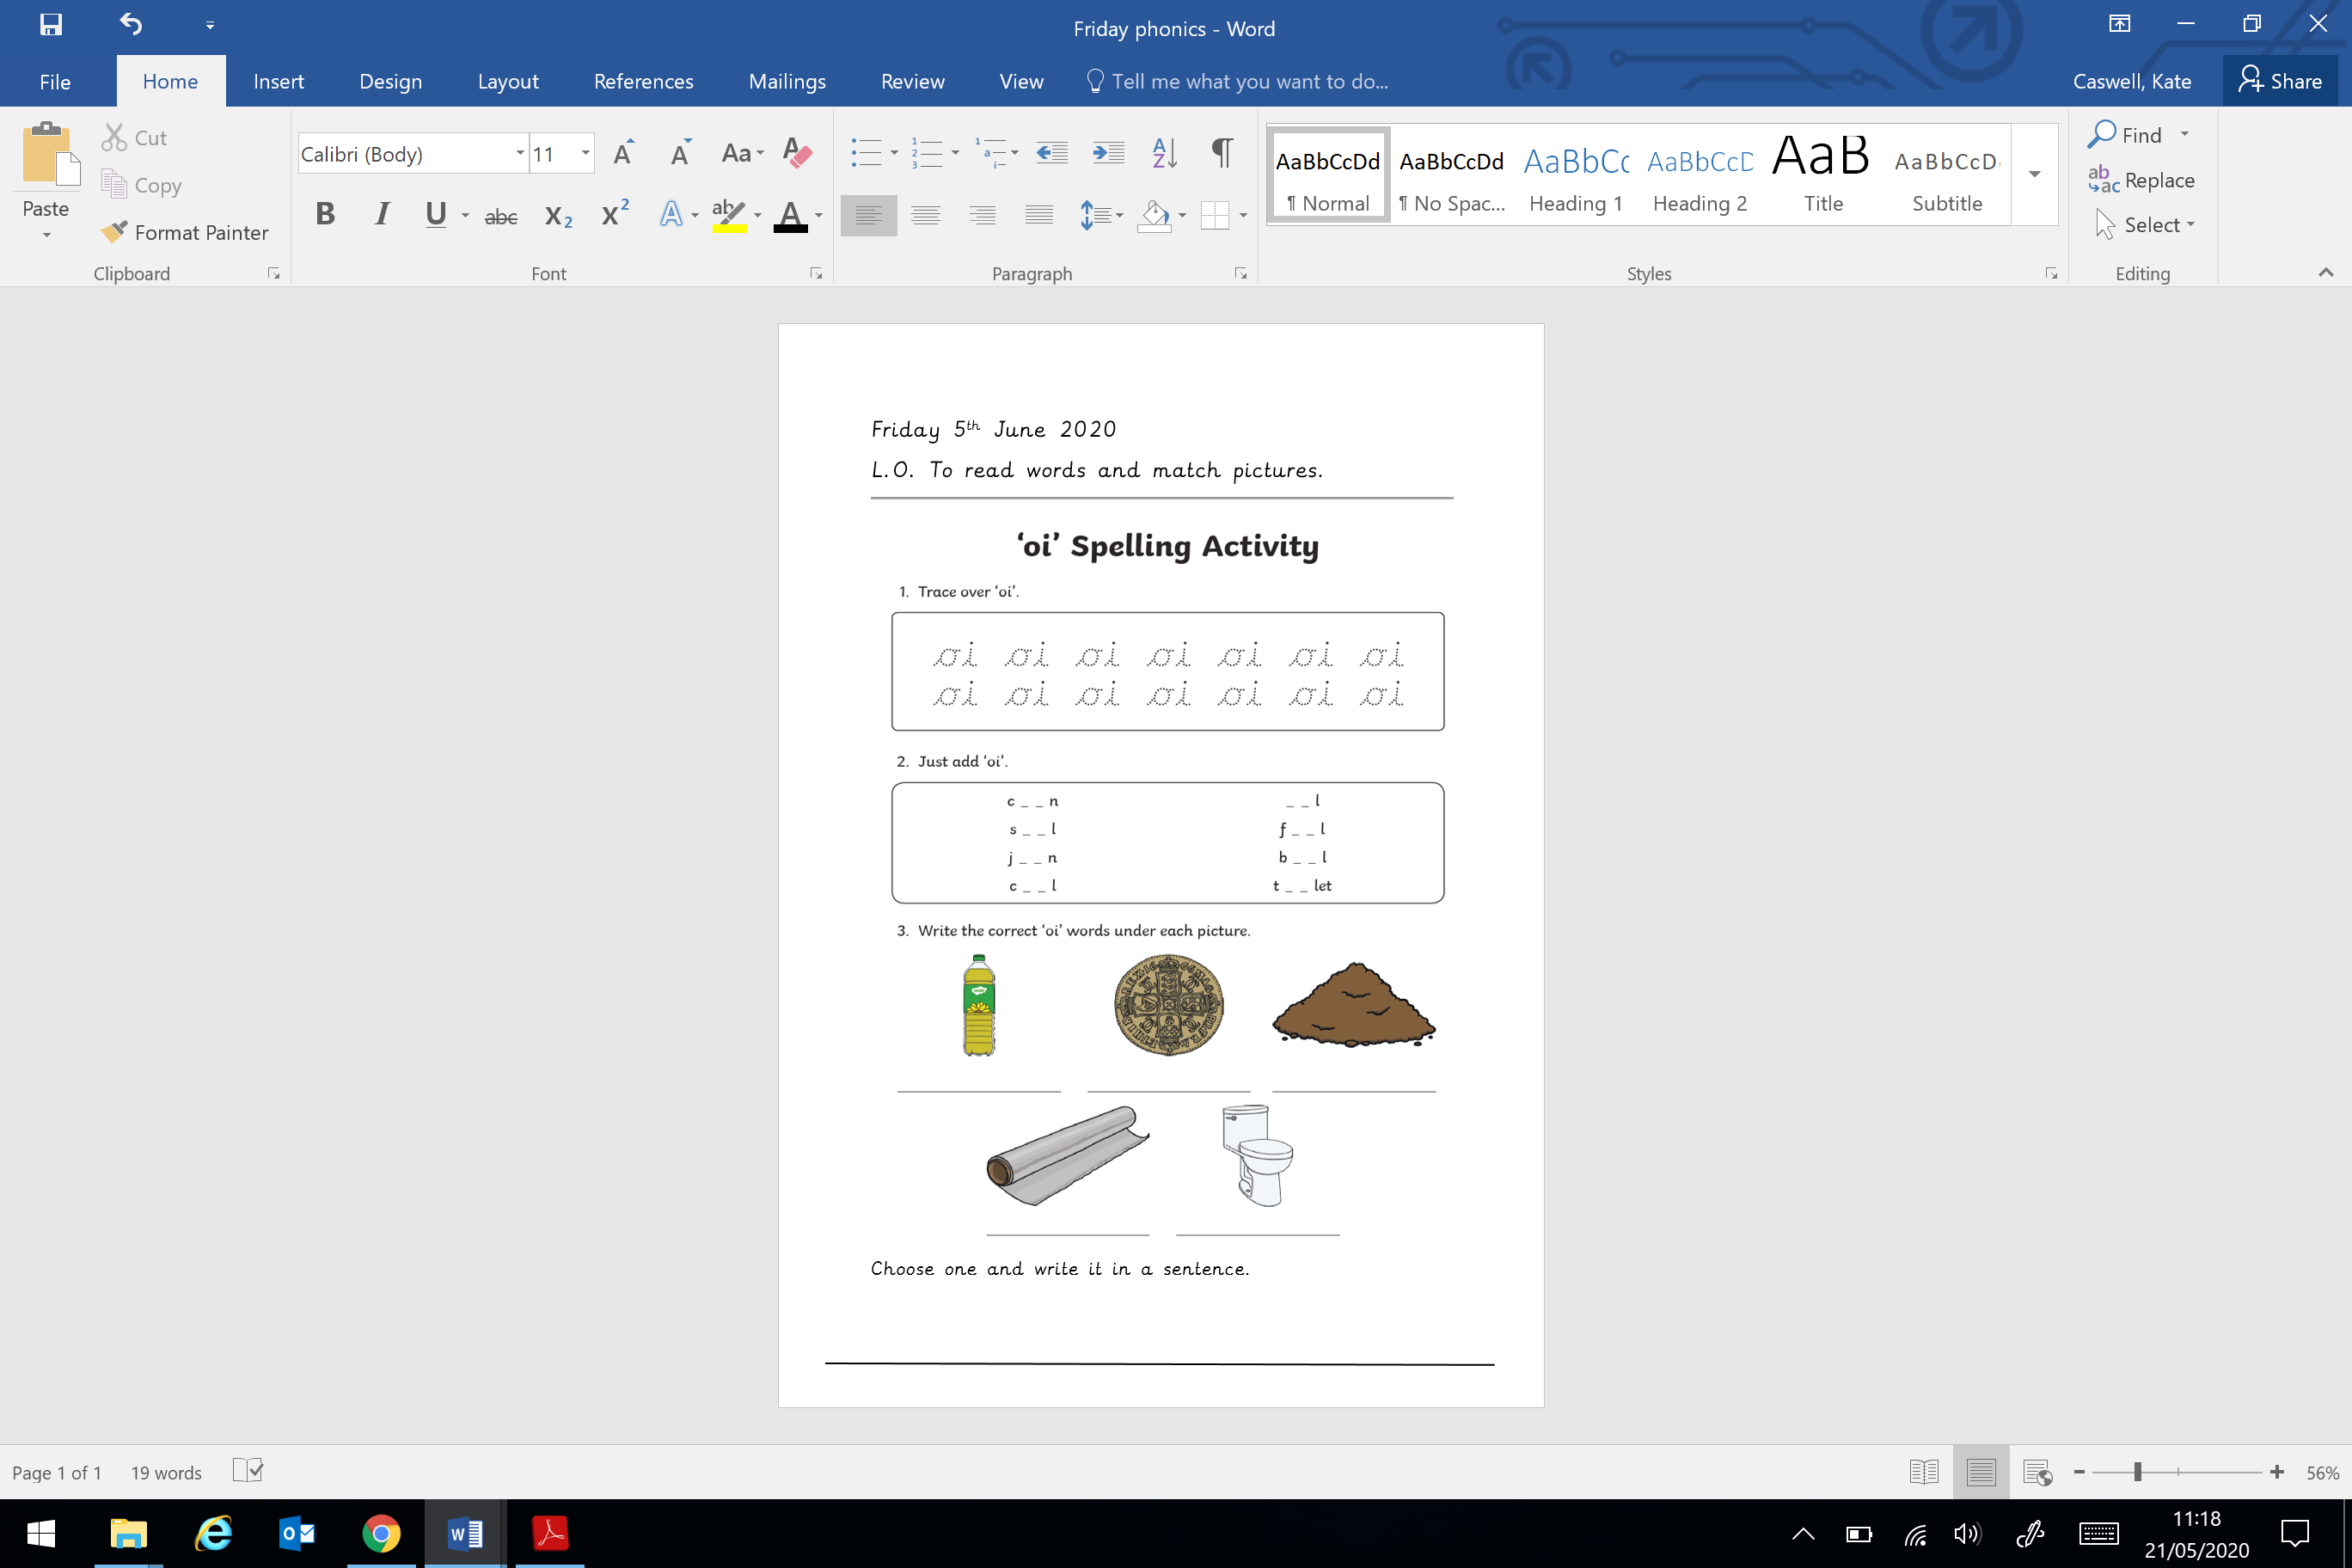 Friday phonics - Word
File Home Insert Design Layout References Mailings Review View Tell me what you want to do... Caswell, Kate Share
Paste
Cut
Copy
Format Painter
Clipboard
Calibri (Body) 11
Font
Paragraph
AaBbCcDd AaBbCcDd AaBbCc AaBbCcD AaB AaBbCcD
¶ Normal ¶ No Spac... Heading 1 Heading 2 Title Subtitle
Styles
Find
Replace
Select
Editing
Friday 5th June 2020
L.O. To read words and match pictures.
‘oi’ Spelling Activity
1. Trace over ‘oi’.
oi oi oi oi oi oi oi
oi oi oi oi oi oi oi
2. Just add ‘oi’.
c _ _ n _ _ l
s _ _ l f _ _ l
j _ _ n b _ _ l
c _ _ l t _ _ let
3. Write the correct ‘oi’ words under each picture.
Choose one and write it in a sentence.
Page 1 of 1 19 words 56%
11:18
21/05/2020